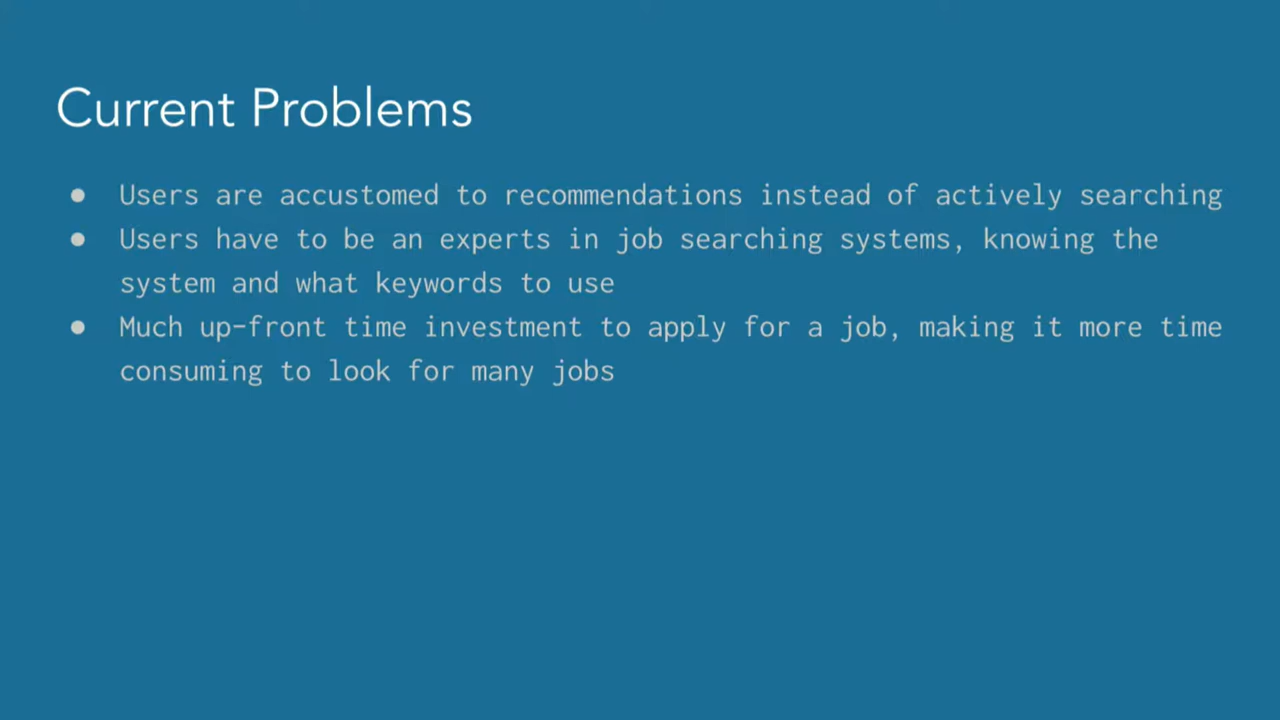 Current Problems
● Users are accustomed to recommendations instead of actively searching
● Users have to be an experts in job searching systems, knowing the
system and what keywords to use
● Much up-front time investment to apply for a job, making it more time
consuming to look for many jobs